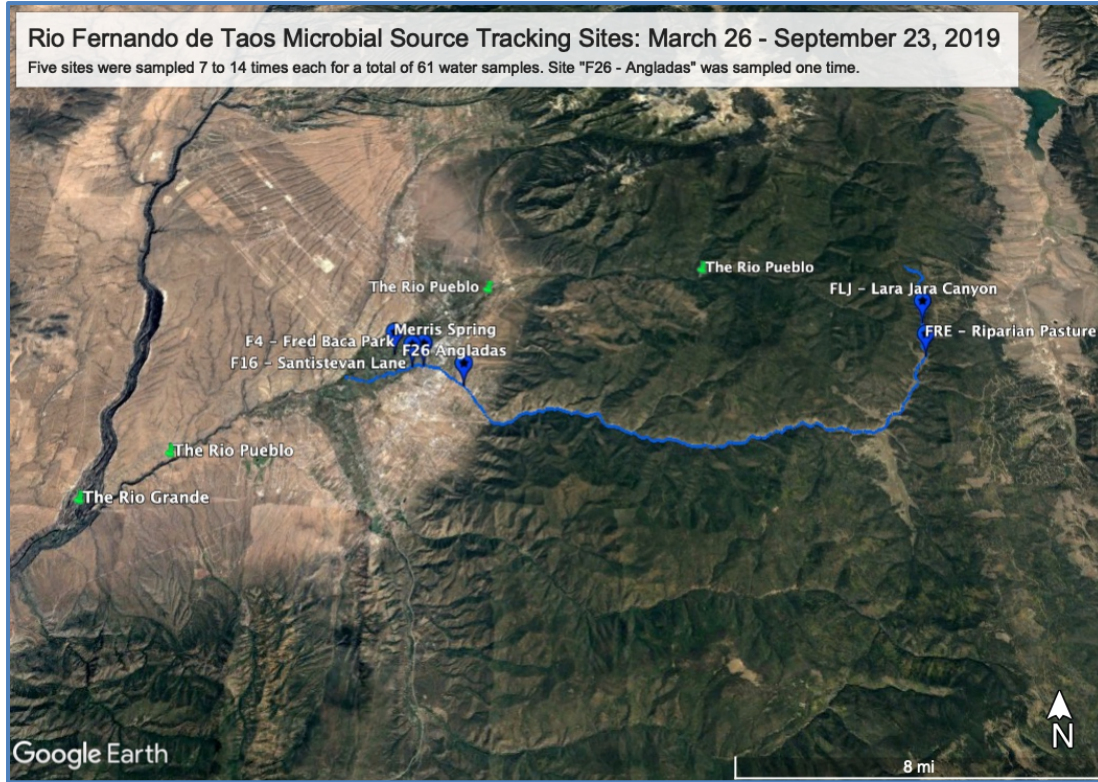 Rio Fernando de Taos Microbial Source Tracking Sites: March 26 - September 23, 2019
Five sites were sampled 7 to 14 times each for a total of 61 water samples. Site "F26 - Angladas" was sampled one time.
The Rio Pueblo
The Rio Pueblo
FLJ - Lara Jara Canyon
Merris Spring
FRE - Riparian Pasture
F4 - Fred Baca Park
F26 Angladas
F16 - Santistevan Lane
The Rio Pueblo
The Rio Grande
N
Google Earth
8 mi